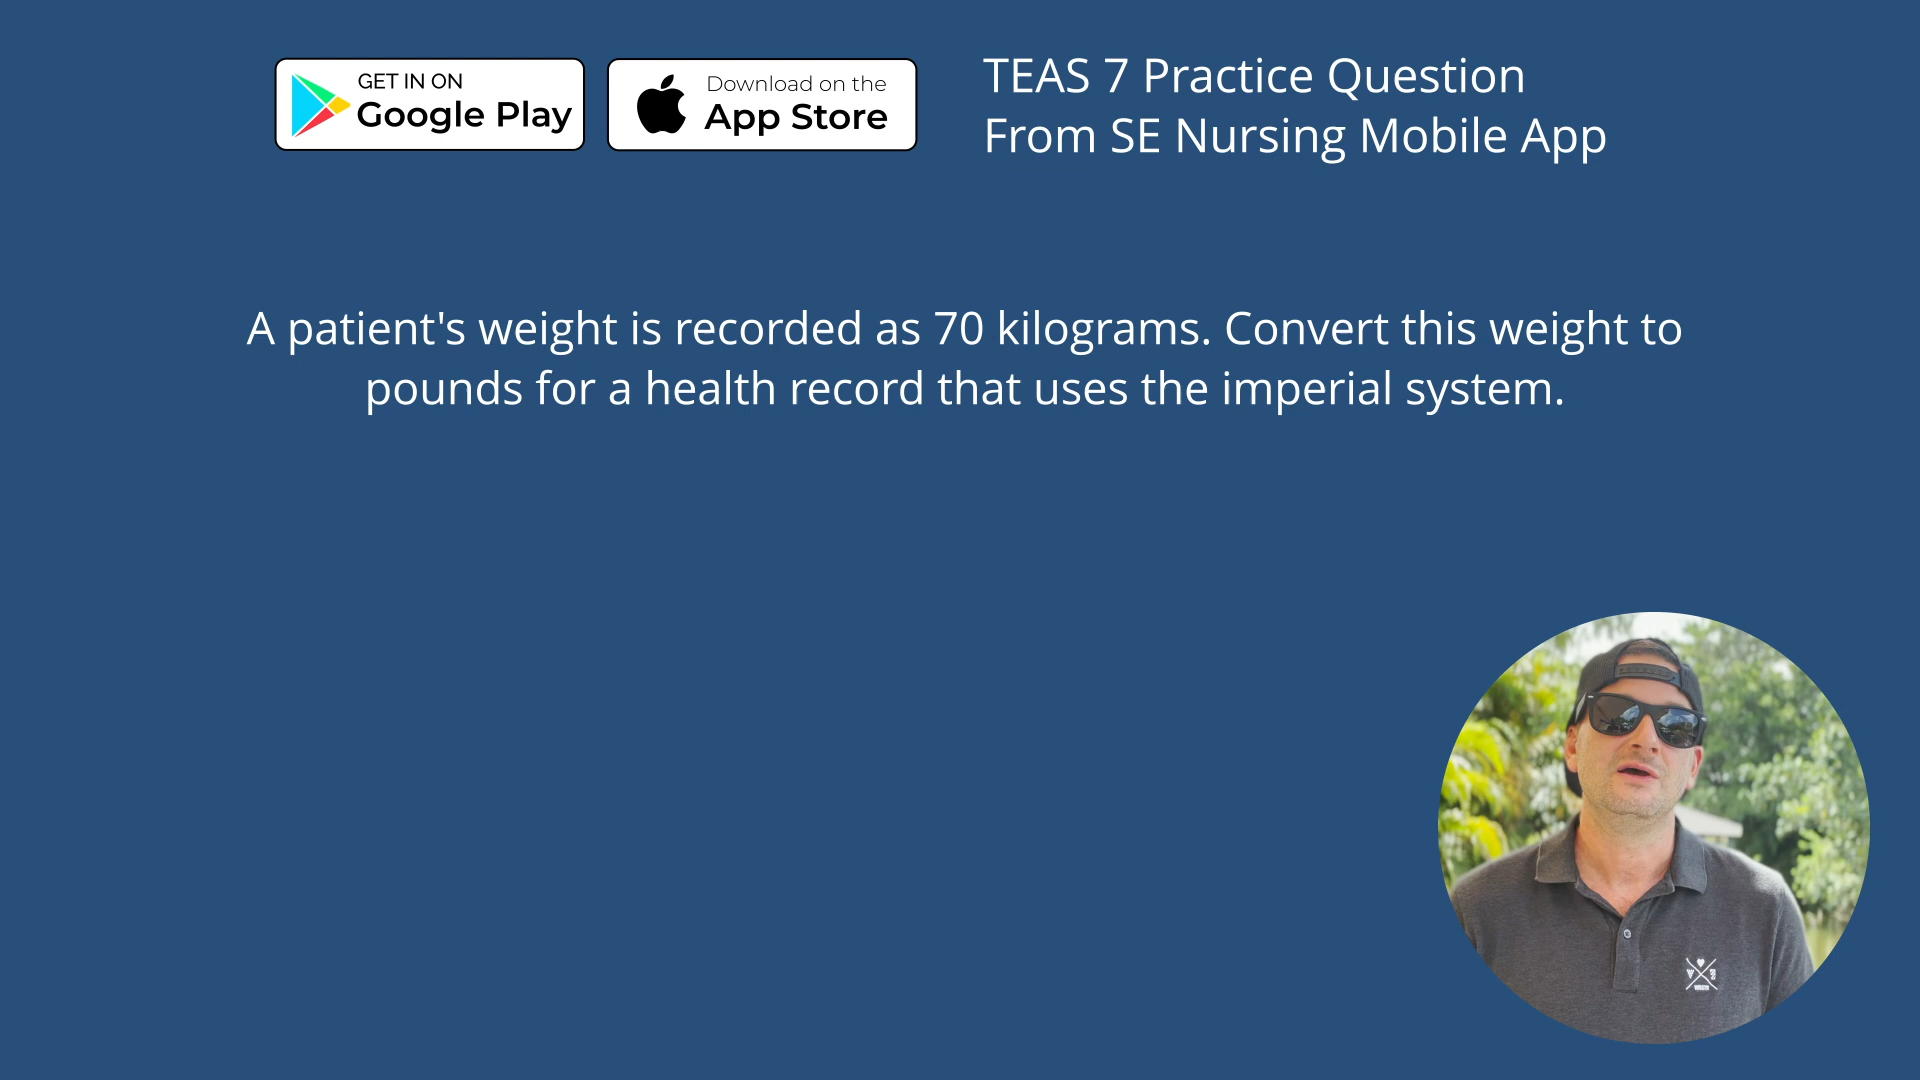 GET IN ON
Google Play
Download on the
App Store
TEAS 7 Practice Question
From SE Nursing Mobile App
A patient's weight is recorded as 70 kilograms. Convert this weight to
pounds for a health record that uses the imperial system.